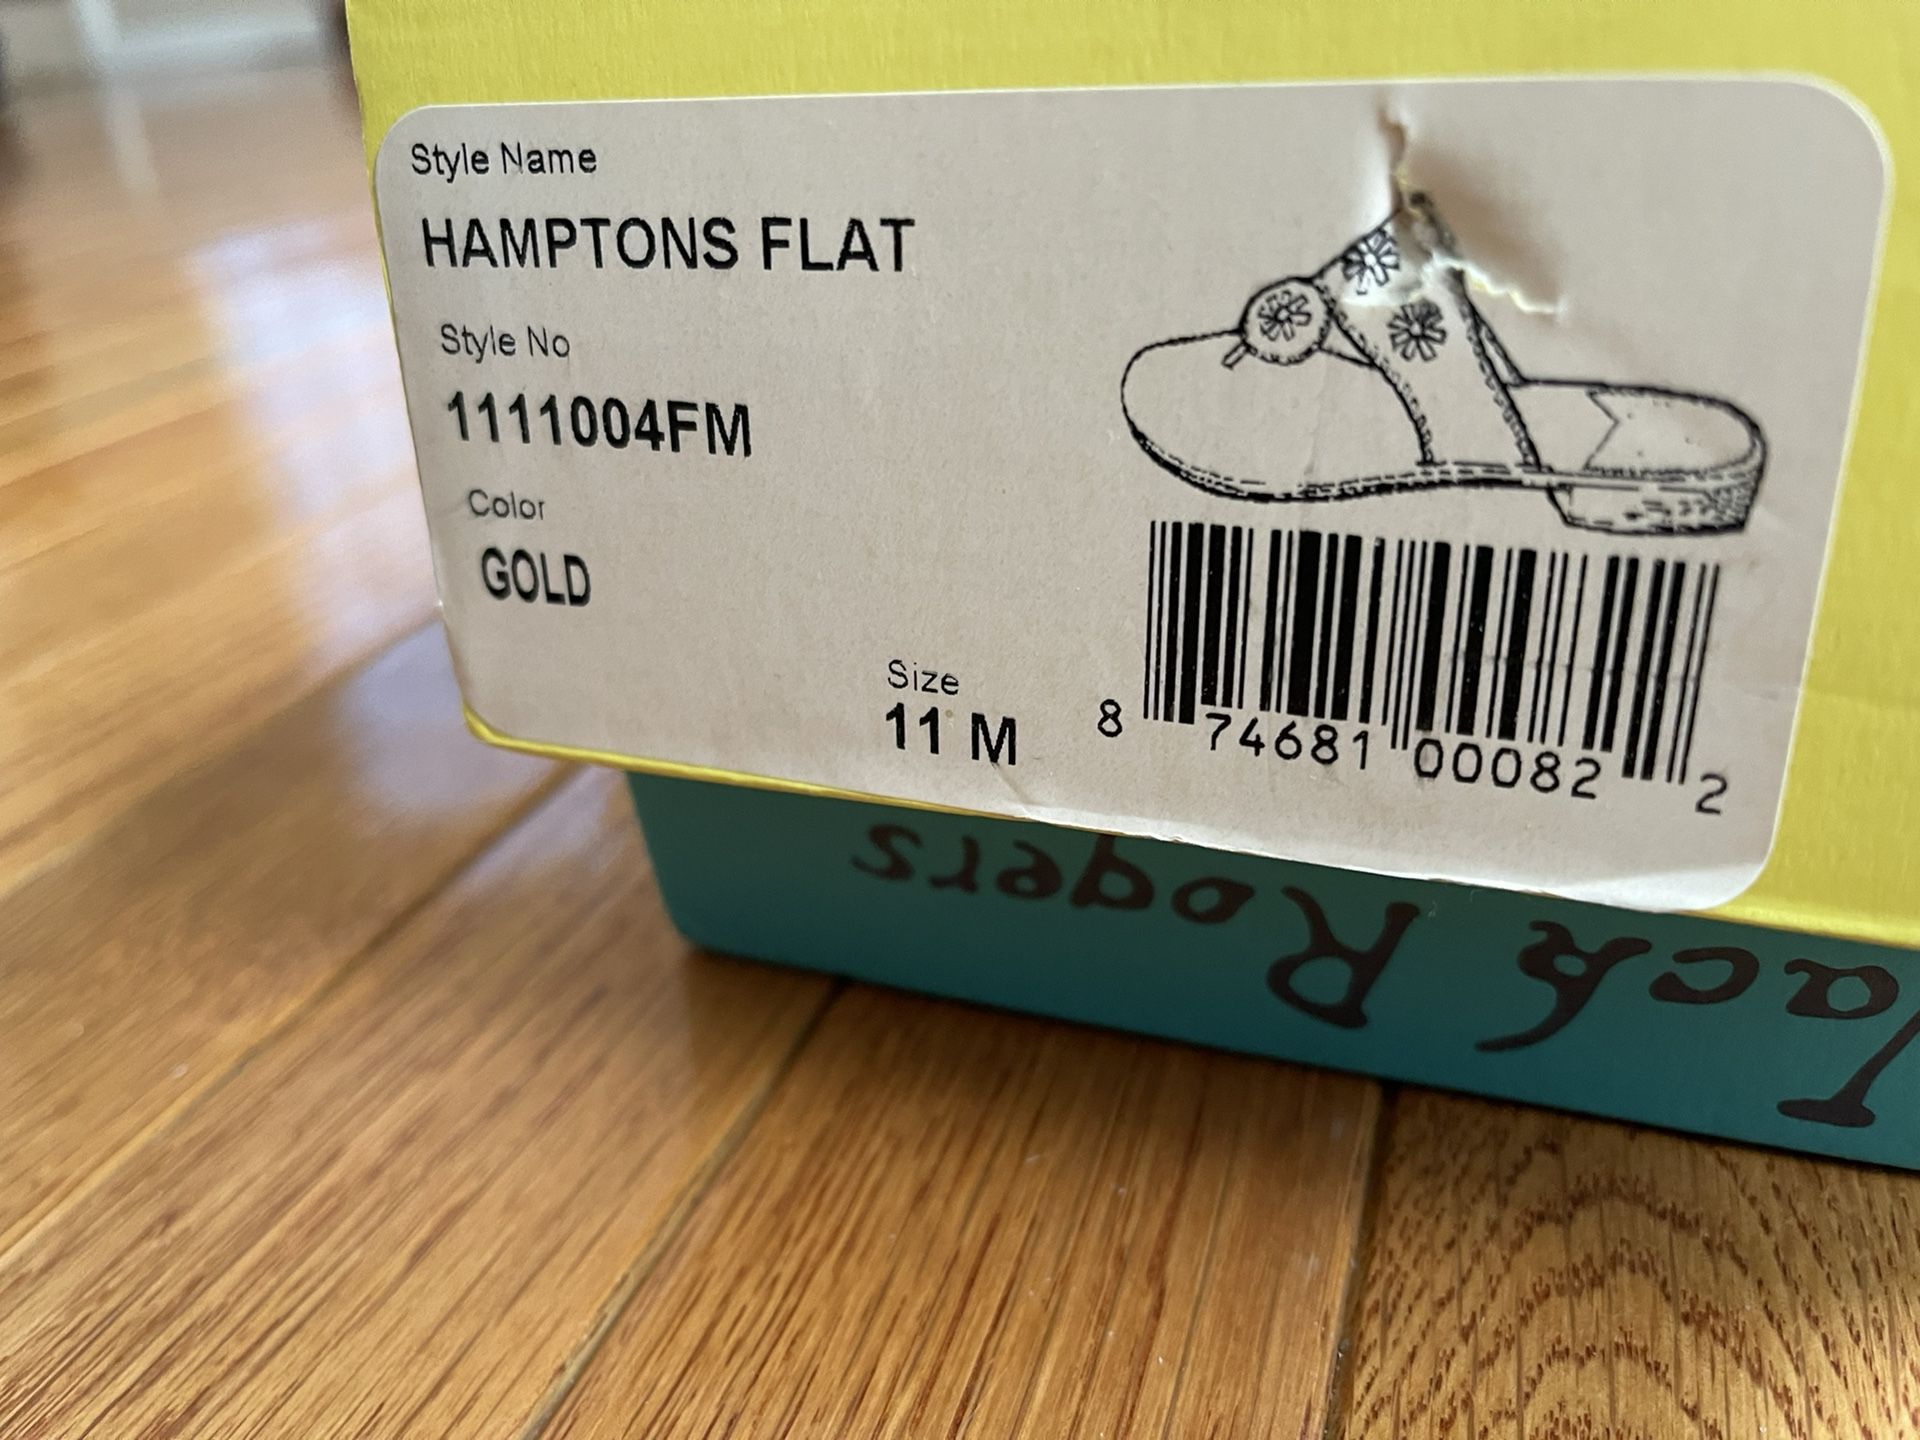 Style Name
HAMPTONS FLAT
Style No
1111004FM
Color
GOLD
Size
11 M
8 74681 00082 2
Jack Rogers